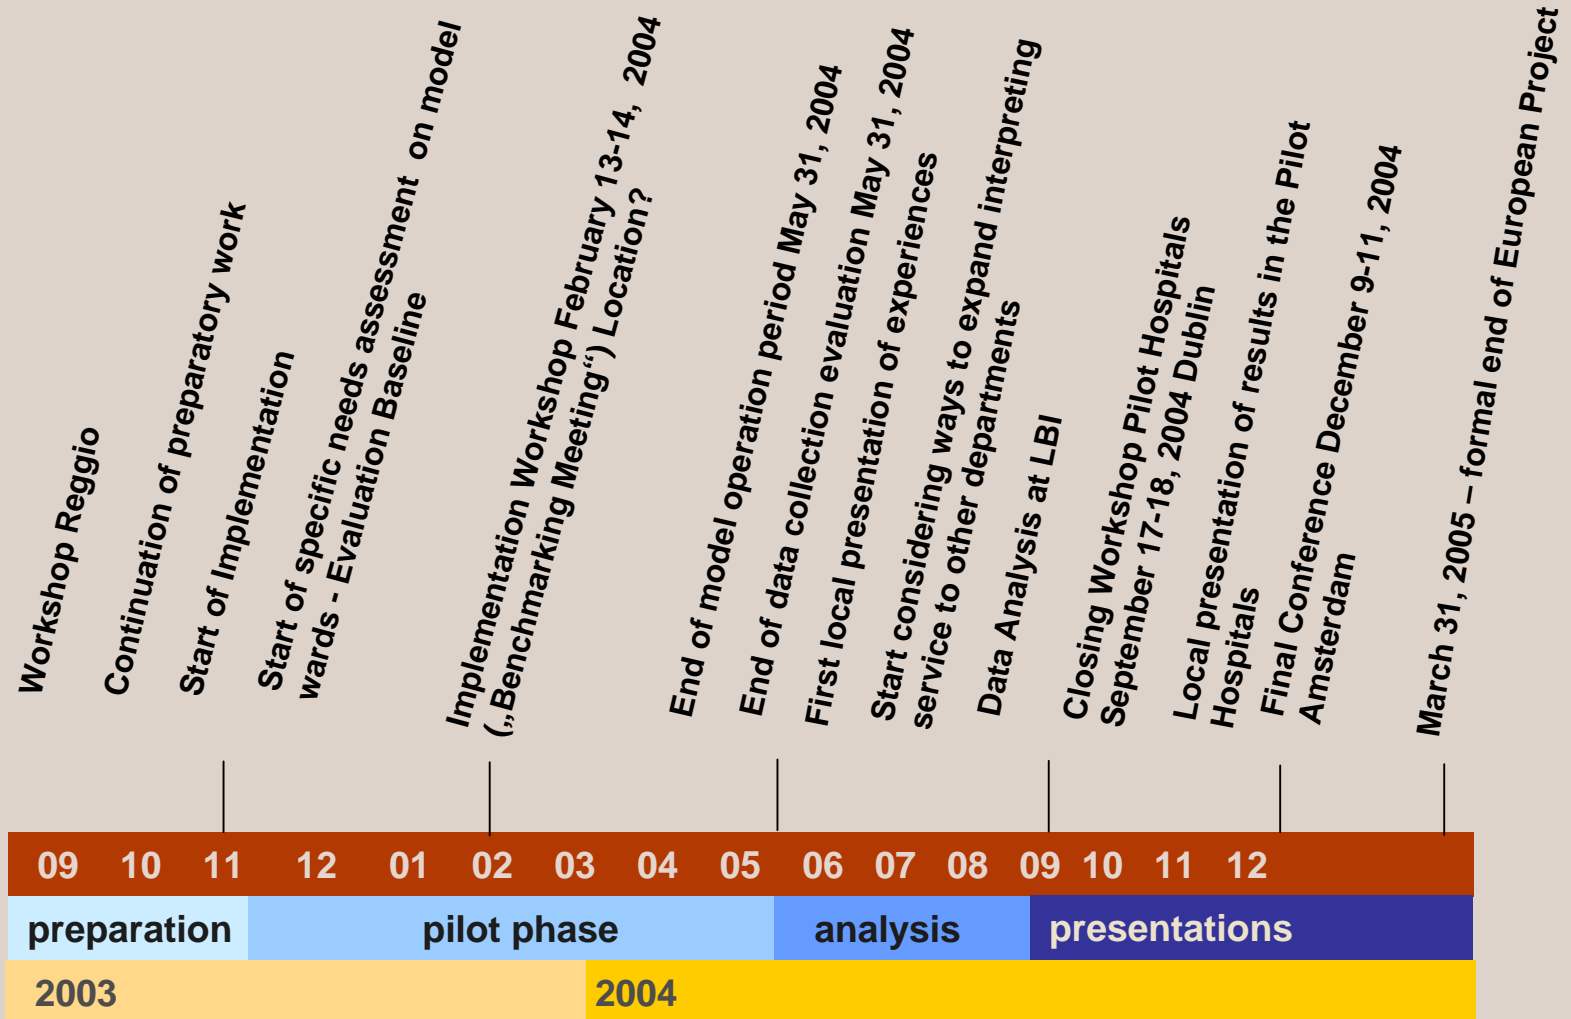 Workshop Reggio
Continuation of preparatory work
Start of Implementation
Start of specific needs assessment on model
wards - Evaluation Baseline
Implementation Workshop February 13-14, 2004
(„Benchmarking Meeting“) Location?
End of model operation period May 31, 2004
End of data collection evaluation May 31, 2004
First local presentation of experiences
Start considering ways to expand interpreting
service to other departments
Data Analysis at LBI
Closing Workshop Pilot Hospitals
September 17-18, 2004 Dublin
Local presentation of results in the Pilot
Hospitals
Final Conference December 9-11, 2004
Amsterdam
March 31, 2005 – formal end of European Project
09 10 11 12 01 02 03 04 05 06 07 08 09 10 11 12
preparation pilot phase analysis presentations
2003 2004